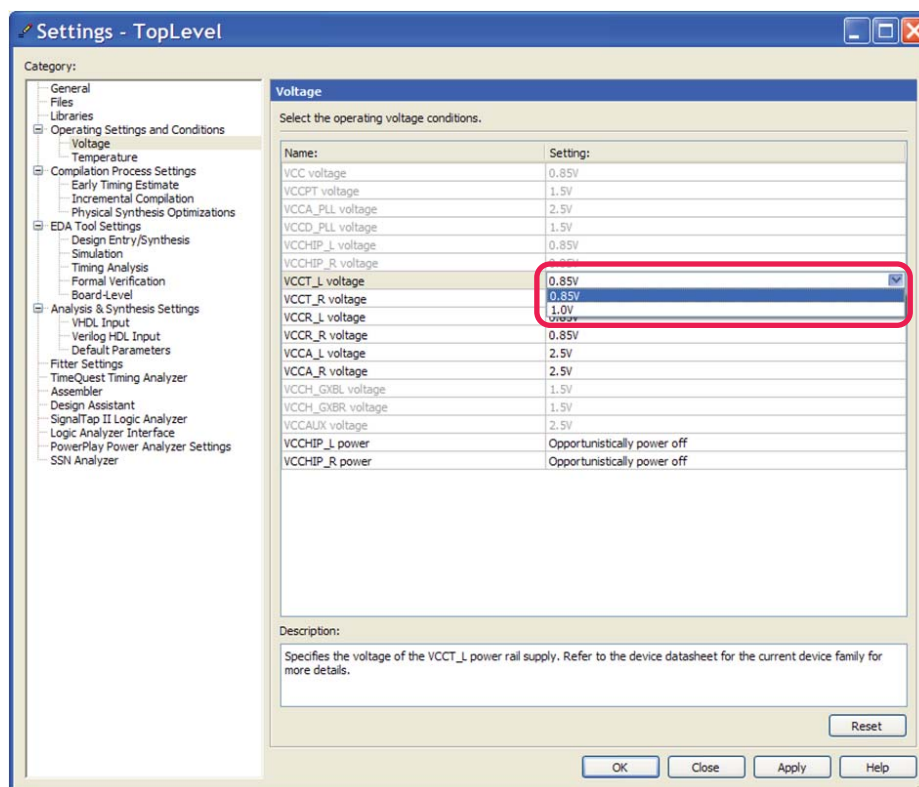 Settings - TopLevel
Category:
General
Files
Libraries
Operating Settings and Conditions
Voltage
Temperature
Compilation Process Settings
Early Timing Estimate
Incremental Compilation
Physical Synthesis Optimizations
EDA Tool Settings
Design Entry/Synthesis
Simulation
Timing Analysis
Formal Verification
Board-Level
Analysis & Synthesis Settings
VHDL Input
Verilog HDL Input
Default Parameters
Fitter Settings
TimeQuest Timing Analyzer
Assembler
Design Assistant
SignalTap II Logic Analyzer
Logic Analyzer Interface
PowerPlay Power Analyzer Settings
SSN Analyzer
Voltage
Select the operating voltage conditions.
Name: Setting:
VCC voltage 0.85V
VCCPT voltage 1.5V
VCCA_PLL voltage 2.5V
VCCD_PLL voltage 1.5V
VCCHIP_L voltage 0.85V
VCCHIP_R voltage 0.85V
VCCT_L voltage 0.85V
0.85V
VCCT_R voltage 1.0V
VCCR_L voltage 0.85V
VCCR_R voltage 0.85V
VCCA_L voltage 2.5V
VCCA_R voltage 2.5V
VCCH_GXBL voltage 1.5V
VCCH_GXBR voltage 1.5V
VCCAUX voltage 2.5V
VCCHIP_L power Opportunistically power off
VCCHIP_R power Opportunistically power off
Description:
Specifies the voltage of the VCCT_L power rail supply. Refer to the device datasheet for the current device family for
more details.
Reset
OK Close Apply Help